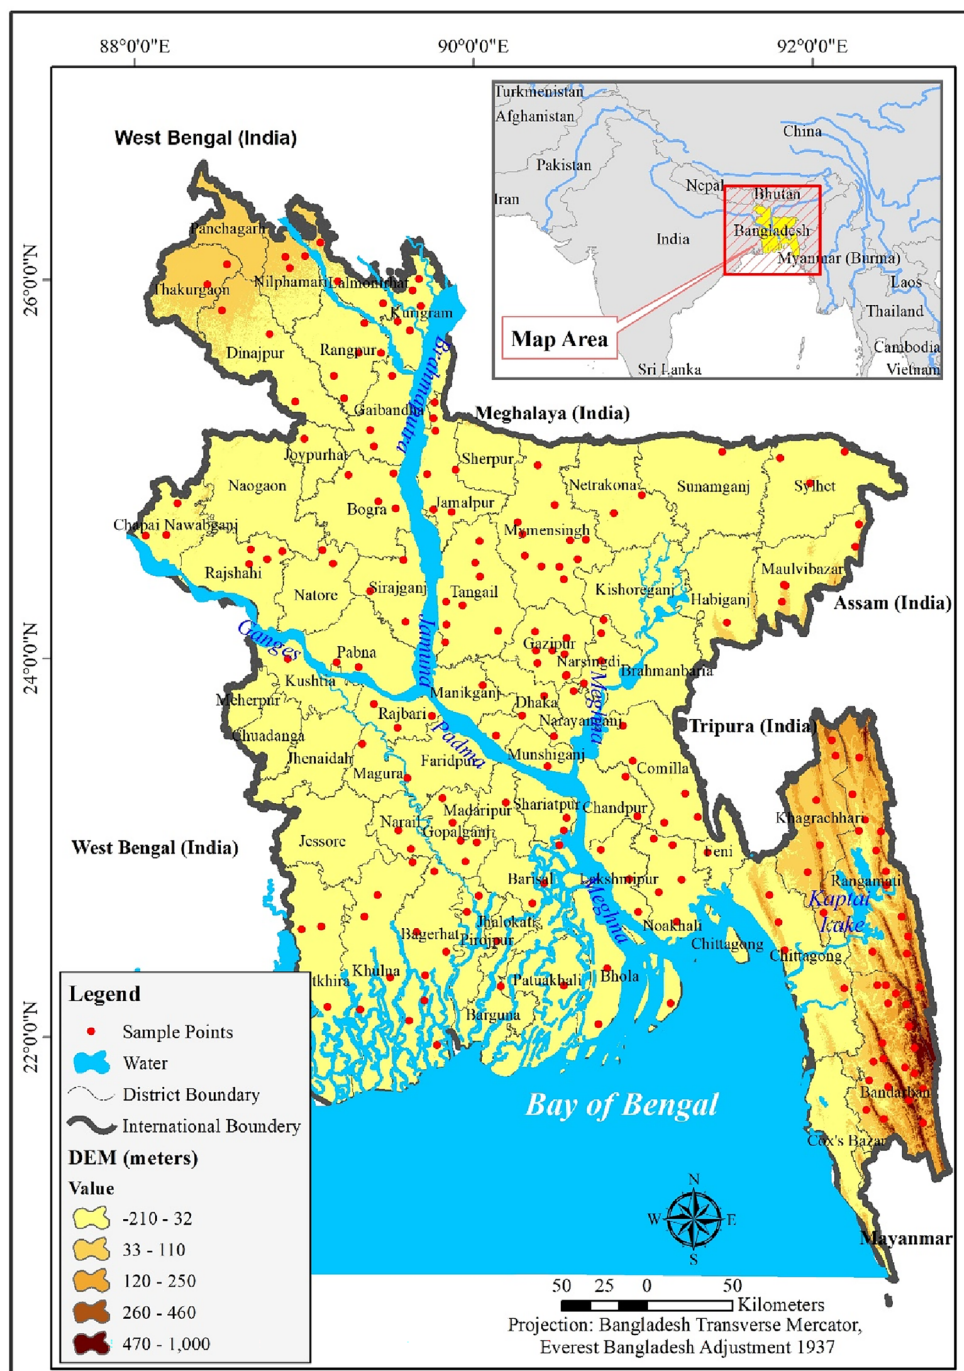 88°0'0"E
90°0'0"E
92°0'0"E
26°0'0"N
24°0'0"N
22°0'0"N
West Bengal (India)
Turkmenistan
Afghanistan
China
Pakistan
Iran
Nepal
Bhutan
Bangladesh
India
Myanmar (Burma)
Laos
Thailand
Cambodia
Vietnam
Sri Lanka
Map Area
Panchagarh
Thakurgaon
Nilphamari
Lalmonirhat
Kurigram
Dinajpur
Rangpur
Brahmaputra
Gaibandha
Meghalaya (India)
Joypurhat
Sherpur
Naogaon
Netrakona
Sunamganj
Sylhet
Bogra
Jamalpur
Chapai Nawabganj
Mymensingh
Rajshahi
Maulvibazar
Natore
Sirajganj
Tangail
Kishoreganj
Habiganj
Assam (India)
Jamuna
Ganges
Gazipur
Pabna
Narsingdi
Brahmanbaria
Kushtia
Meherpur
Manikganj
Dhaka
Meghna
Rajbari
Narayanganj
Tripura (India)
Chuadanga
Padma
Jhenaidah
Faridpur
Munshiganj
Comilla
Magura
Shariatpur
Chandpur
Madaripur
Khagrachhari
Narail
Gopalganj
Jessore
West Bengal (India)
Feni
Barisal
Lakshmipur
Rangamati
Meghna
Kaptai
Lake
Jhalokati
Noakhali
Bagerhat
Pirojpur
Chittagong
Chittagong
Khulna
tkhira
Patuakhali
Bhola
Barguna
Bandarban
Bay of Bengal
Cox's Bazar
Mayanmar
Legend
Sample Points
Water
District Boundary
International Boundery
DEM (meters)
Value
-210 - 32
33 - 110
120 - 250
260 - 460
470 - 1,000
N
W
E
S
50 25 0 50
Kilometers
Projection: Bangladesh Transverse Mercator,
Everest Bangladesh Adjustment 1937